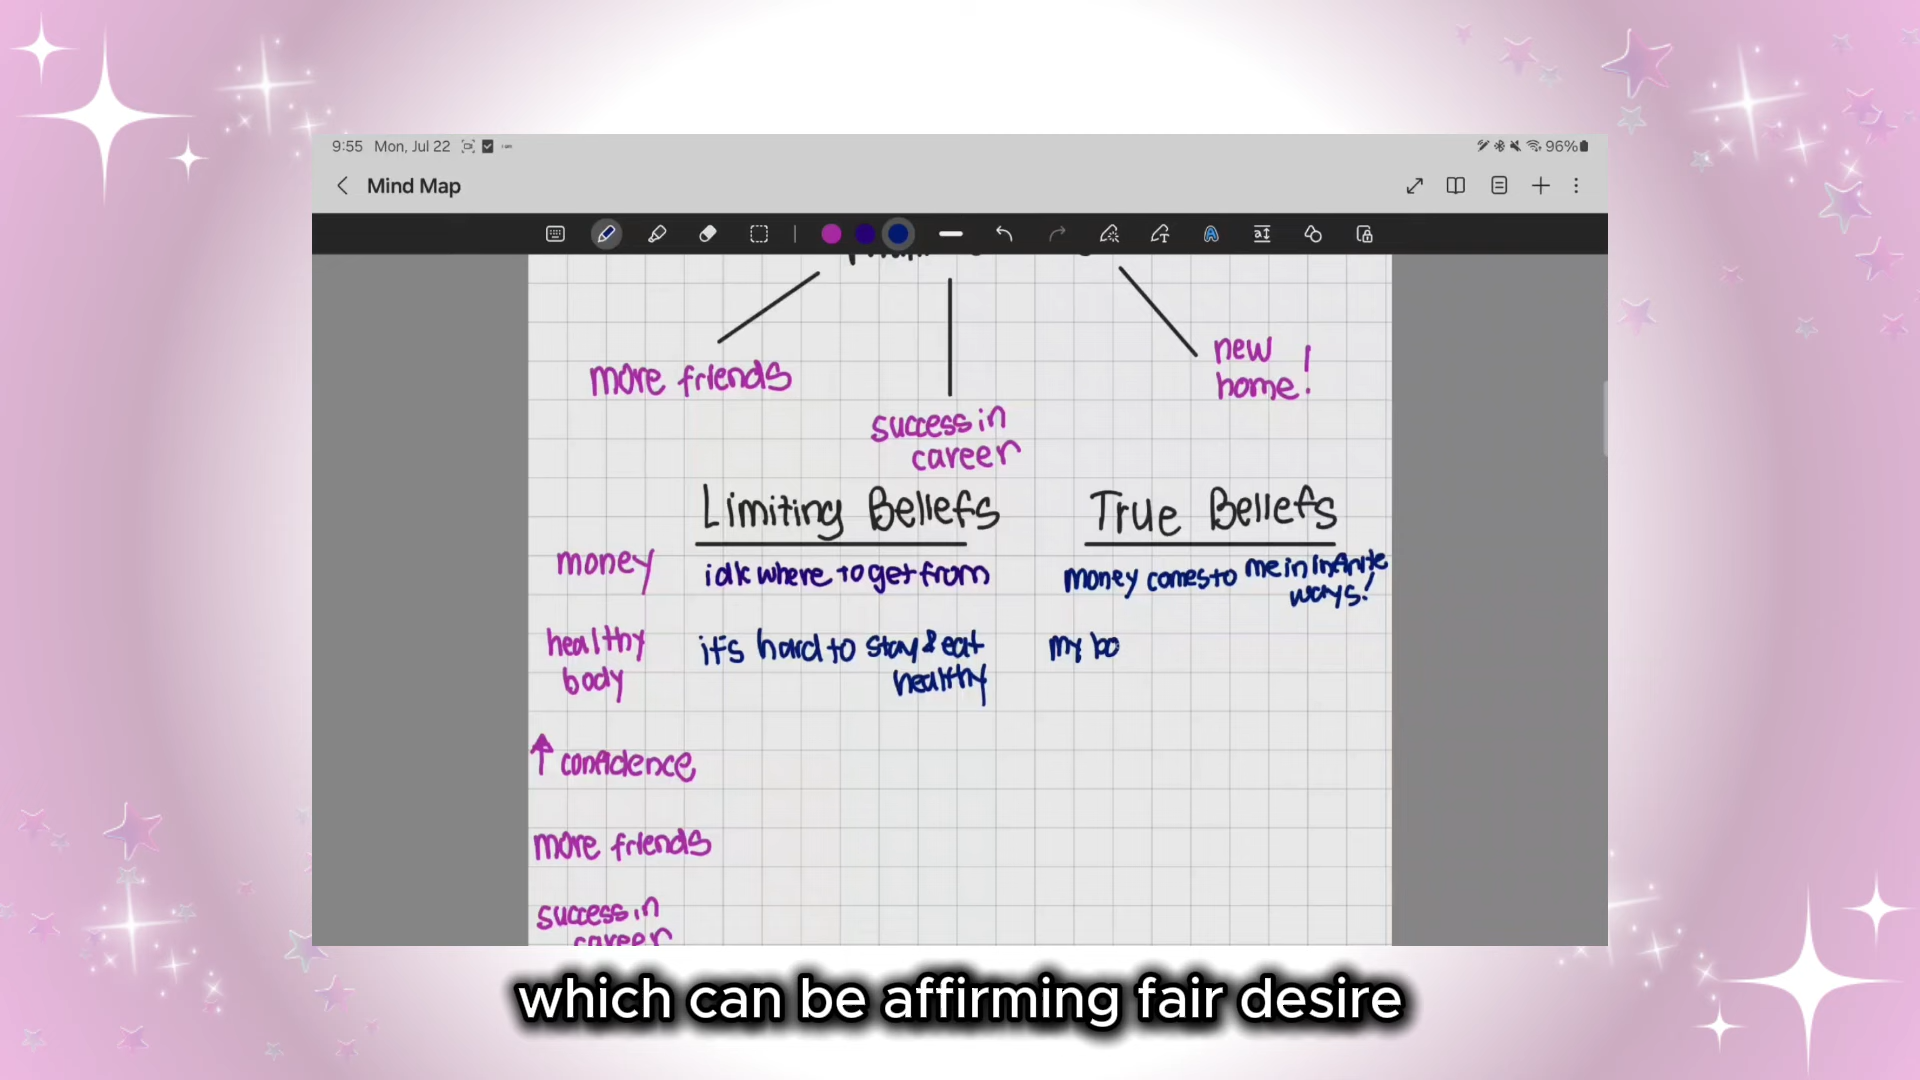 9:55 Mon, Jul 22
96%
Mind Map
more friends
success in
career
new
home!
Limiting Beliefs
True Beliefs
money
idk where to get from
money comes to me in infinite
ways!
healthy
body
it's hard to stay & eat
healthy
my bo
↑ confidence
more friends
success in
career
which can be affirming fair desire